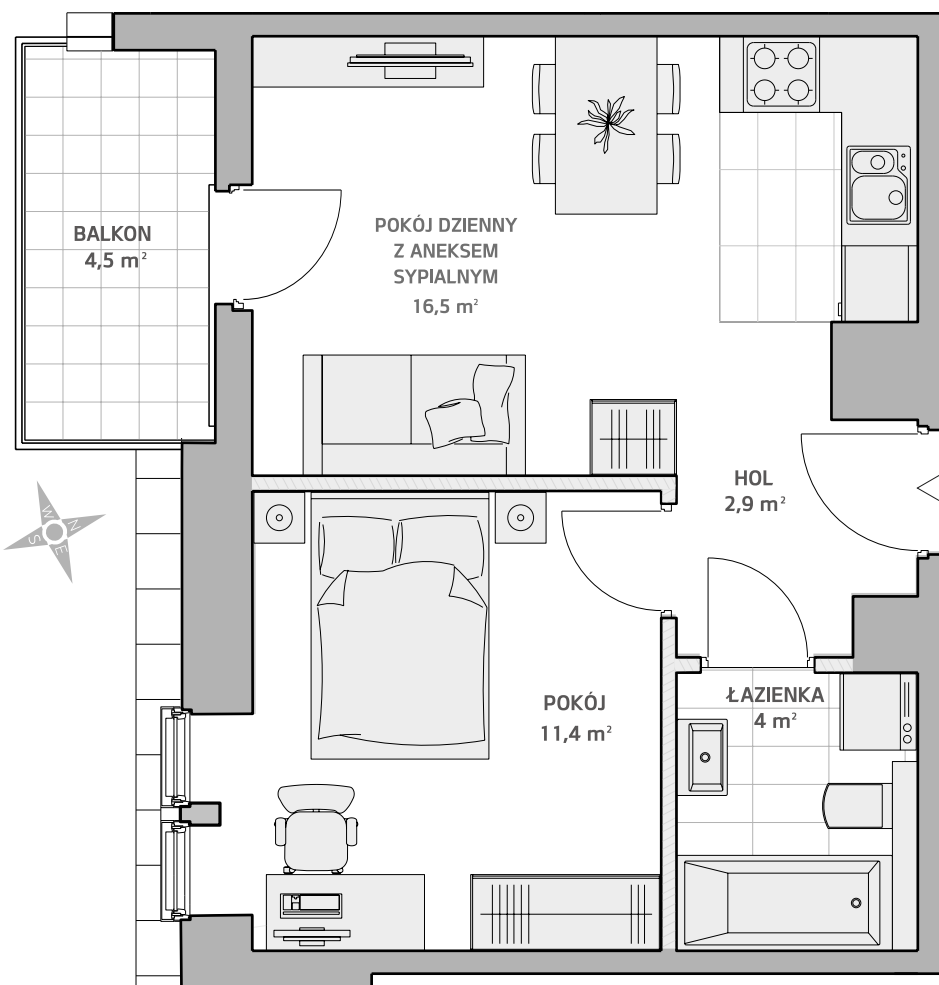 BALKON
4,5 m²
POKÓJ DZIENNY
Z ANEKSEM
SYPIALNYM
16,5 m²
HOL
2,9 m²
POKÓJ
11,4 m²
ŁAZIENKA
4 m²
W
N
S
E